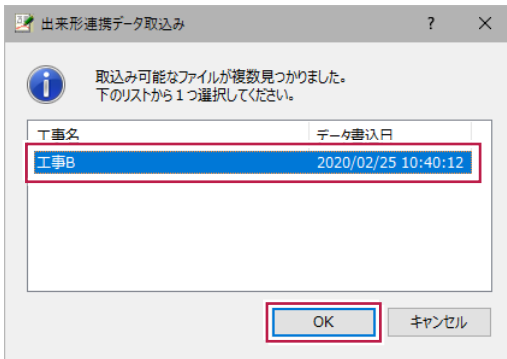 出来形連携データ取込み
取込み可能なファイルが複数見つかりました。
下のリストから１つ選択してください。
工事名 データ書込日
工事B 2020/02/25 10:40:12
OK キャンセル